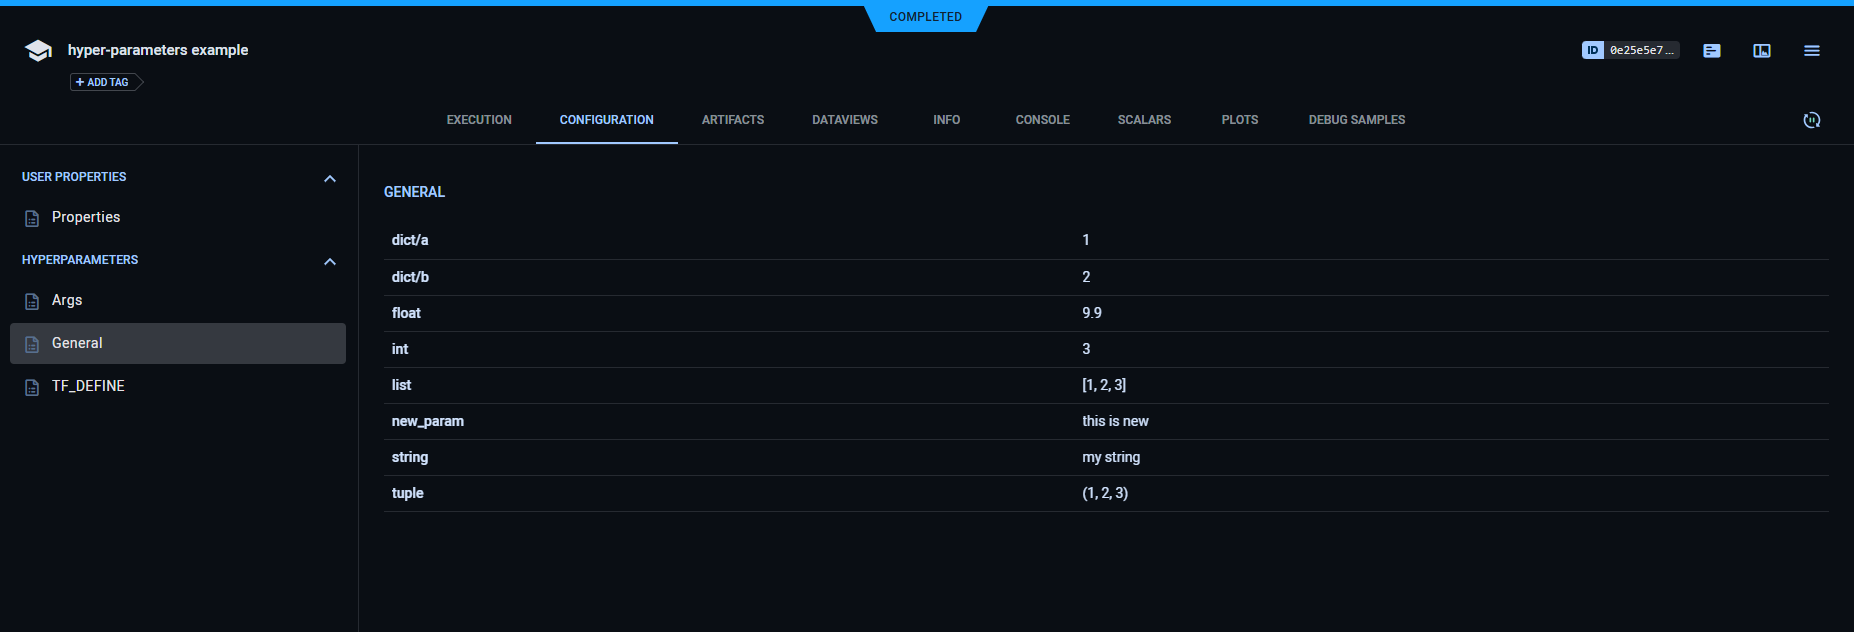 COMPLETED
hyper-parameters example
ID 0e25e5e7...
+ ADD TAG
EXECUTION CONFIGURATION ARTIFACTS DATAVIEWS INFO CONSOLE SCALARS PLOTS DEBUG SAMPLES
USER PROPERTIES
Properties
HYPERPARAMETERS
Args
General
TF_DEFINE
GENERAL
dict/a 1
dict/b 2
float 9.9
int 3
list [1, 2, 3]
new_param this is new
string my string
tuple (1, 2, 3)